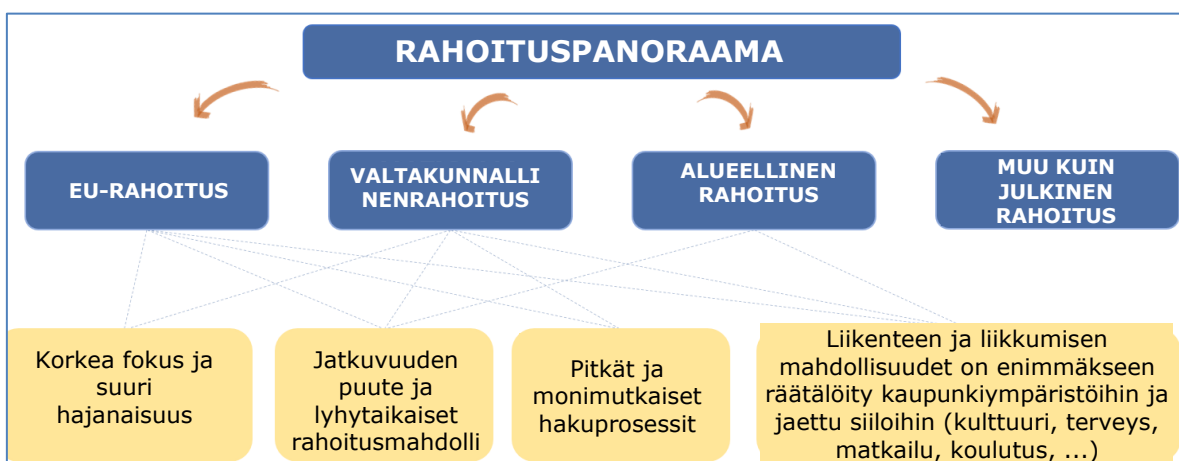 RAHOITUSPANORAAMA
EU-RAHOITUS
VALTAKUNNALLI
NENRAHOITUS
ALUEELLINEN
RAHOITUS
MUU KUIN
JULKINEN
RAHOITUS
Korkea fokus ja
suuri
hajanaisuus
Jatkuvuuden
puute ja
lyhytaikaiset
rahoitusmahdolli
Pitkät ja
monimutkaiset
hakuprosessit
Liikenteen ja liikkumisen
mahdollisuudet on enimmäkseen
räätälöity kaupunkiympäristöihin ja
jaettu siiloihin (kulttuuri, terveys,
matkailu, koulutus, ...)